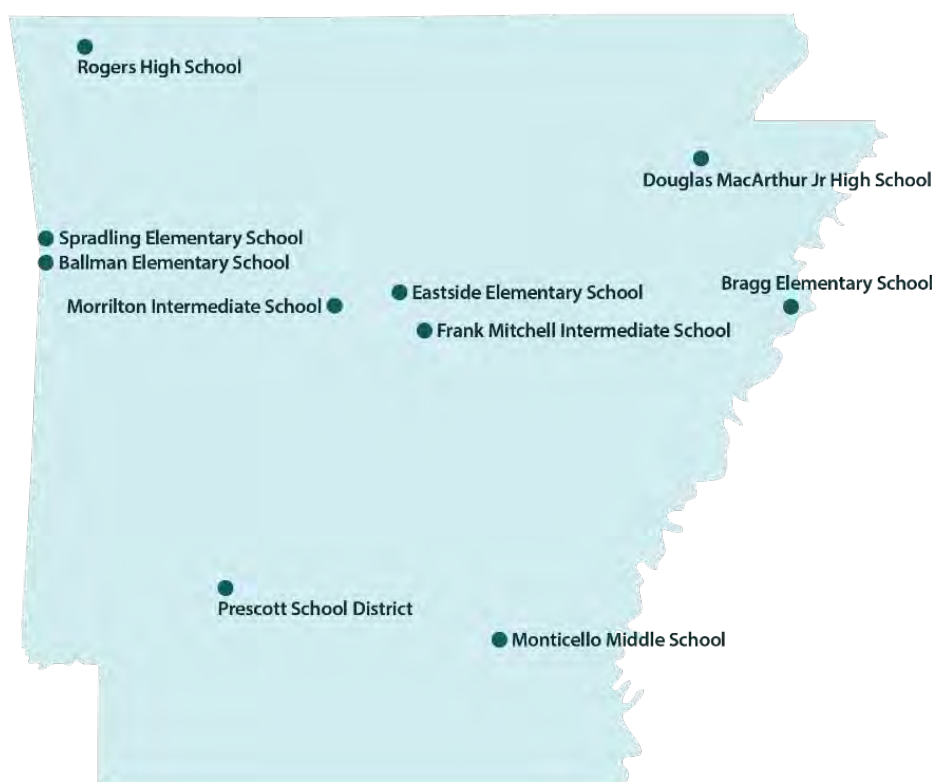 Rogers High School
Douglas MacArthur Jr High School
Spradling Elementary School
Ballman Elementary School
Bragg Elementary School
Eastside Elementary School
Morrilton Intermediate School
Frank Mitchell Intermediate School
Prescott School District
Monticello Middle School